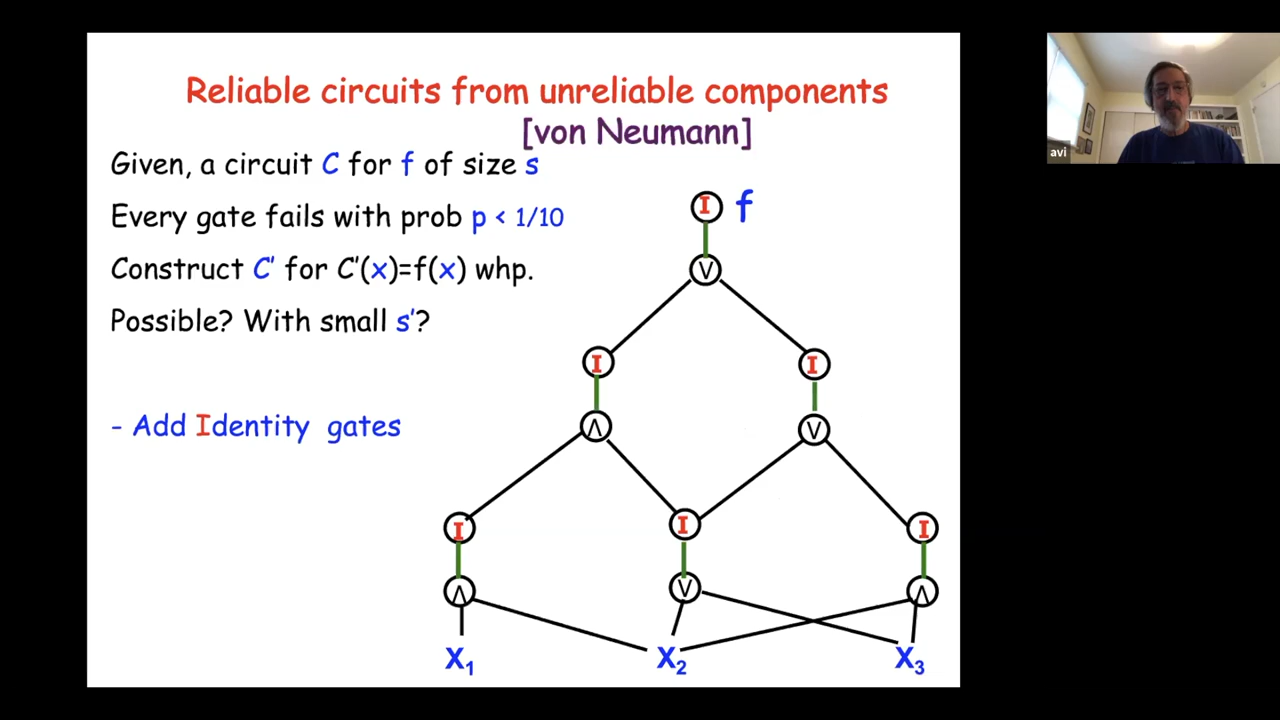 Reliable circuits from unreliable components
[von Neumann]
Given, a circuit C for f of size s
Every gate fails with prob p < 1/10
Construct C' for C'(x)=f(x) whp.
Possible? With small s'?
- Add Identity gates
I f
V
I I
Λ V
I I I
Λ V Λ
X₁ X₂ X₃
avi